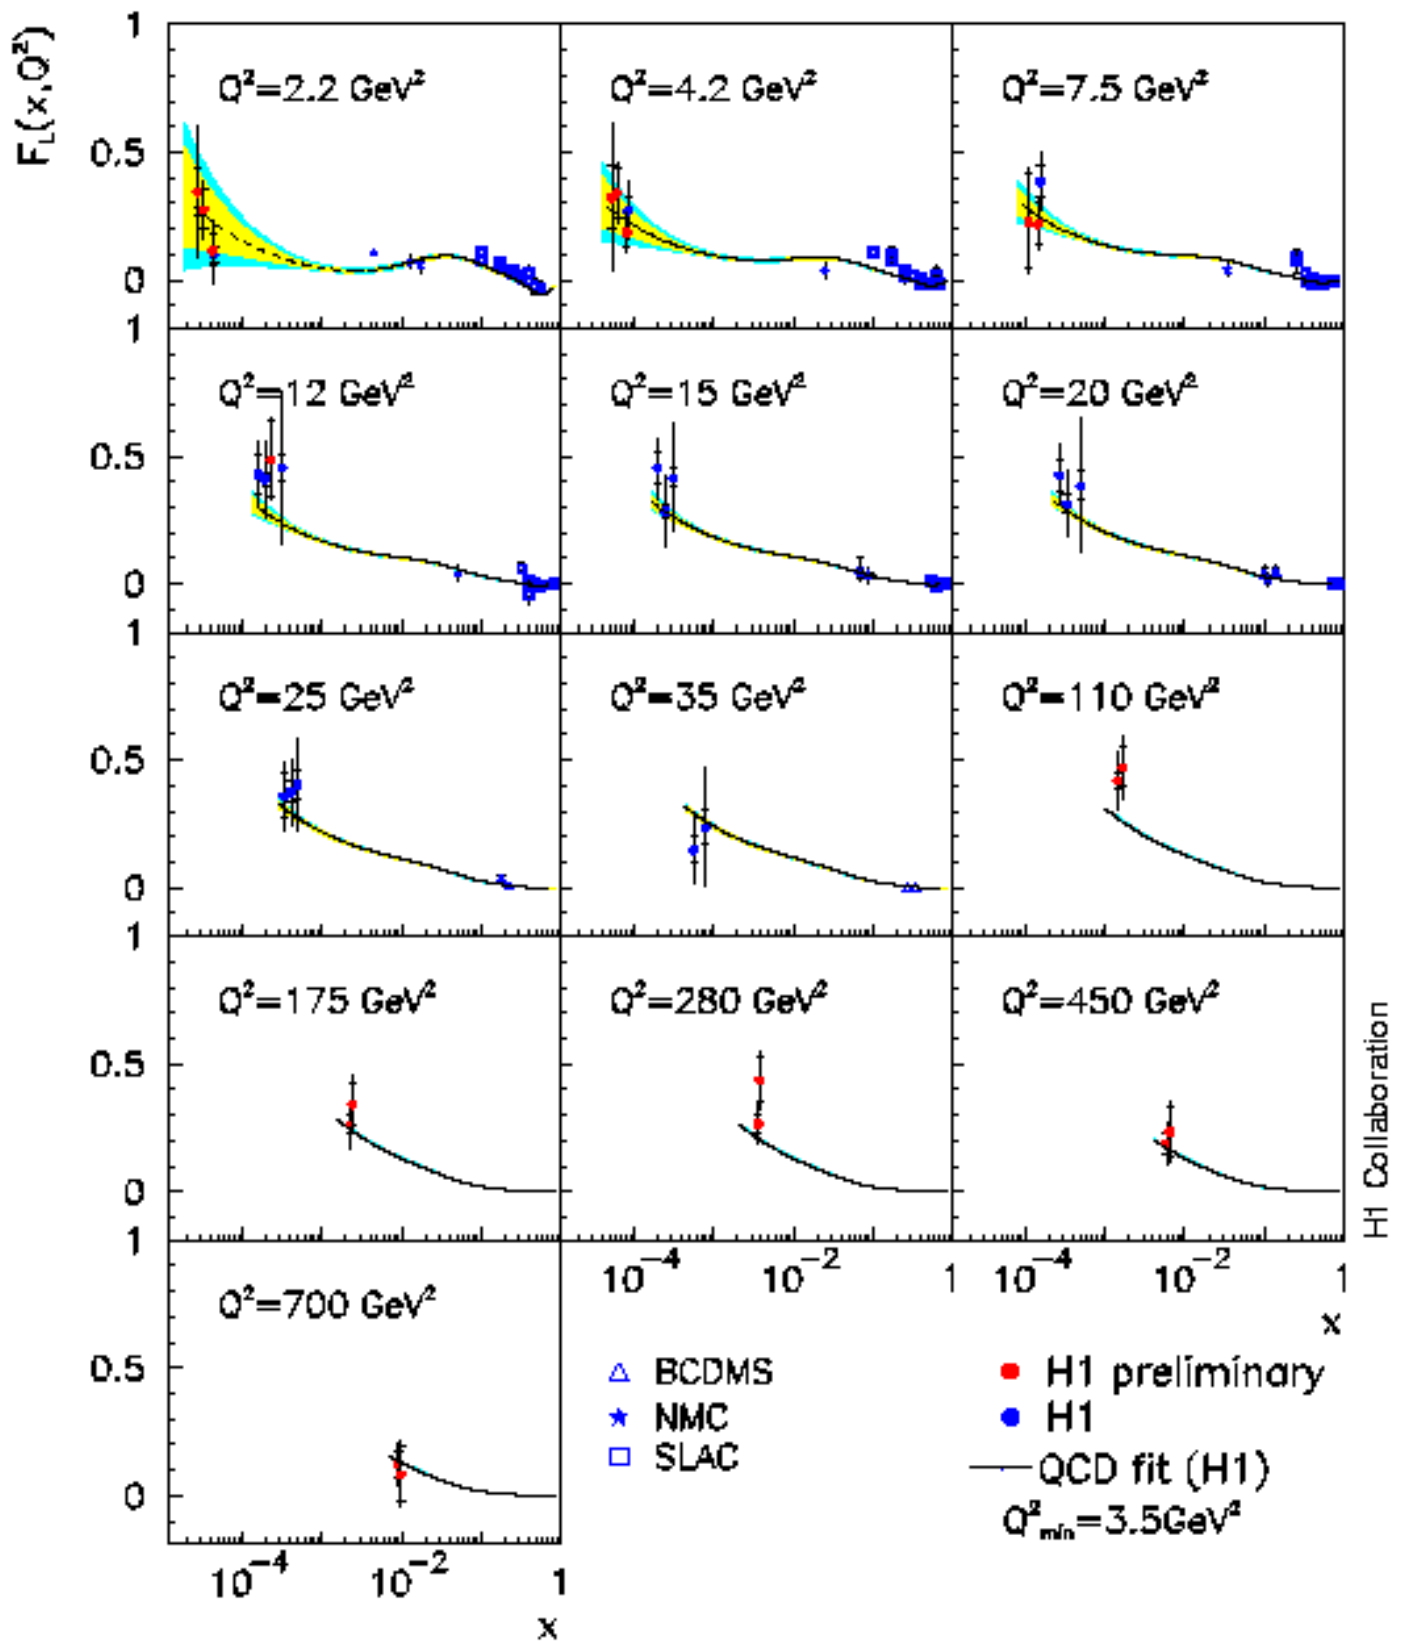 F_L(x,Q²)
1
Q²=2.2 GeV²
Q²=4.2 GeV²
Q²=7.5 GeV²
0.5
0
1
Q²=12 GeV²
Q²=15 GeV²
Q²=20 GeV²
0.5
0
1
Q²=25 GeV²
Q²=35 GeV²
Q²=110 GeV²
0.5
0
1
Q²=175 GeV²
Q²=280 GeV²
Q²=450 GeV²
0.5
0
1
H1 Collaboration
10⁻⁴ 10⁻² 1
10⁻⁴ 10⁻² 1
x
Q²=700 GeV²
0.5
0
10⁻⁴ 10⁻² 1
x
BCDMS
NMC
SLAC
H1 preliminary
H1
QCD fit (H1)
Q²min=3.5GeV²